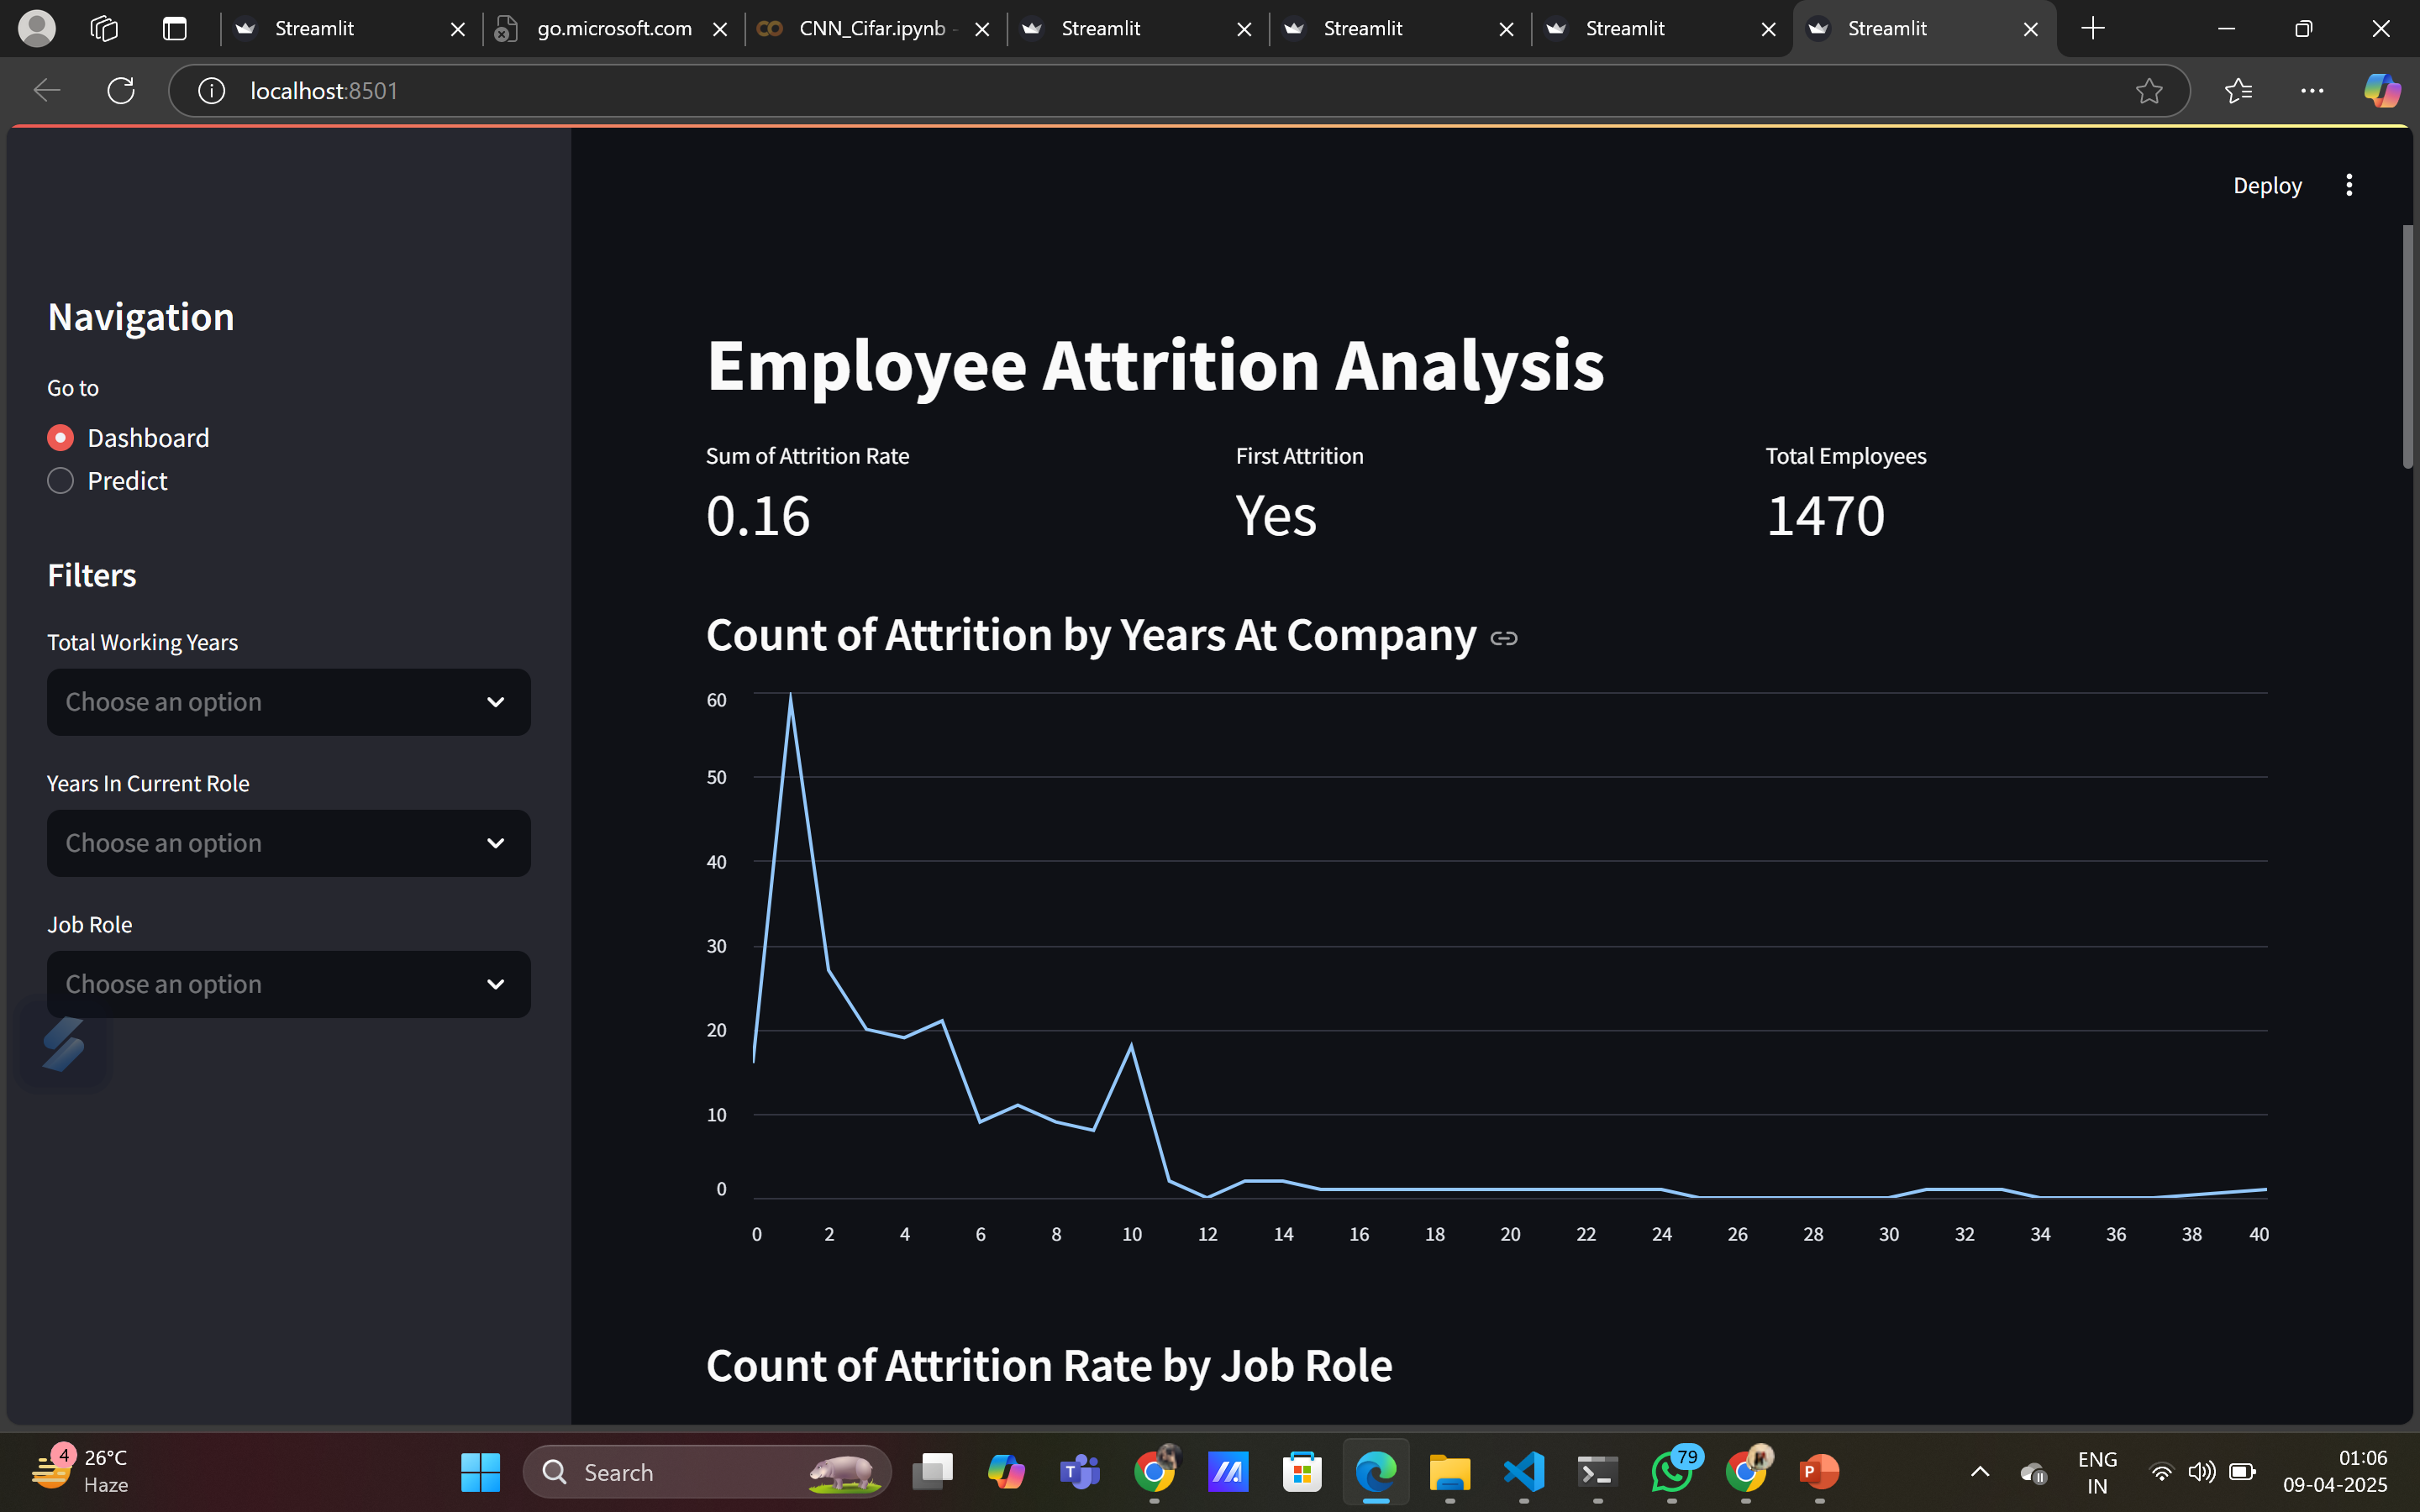 Streamlit
go.microsoft.com
CNN_Cifar.ipynb -
Streamlit
Streamlit
Streamlit
Streamlit
localhost:8501
Deploy
Navigation
Go to
Dashboard
Predict
Filters
Total Working Years
Choose an option
Years In Current Role
Choose an option
Job Role
Choose an option
Employee Attrition Analysis
Sum of Attrition Rate
0.16
First Attrition
Yes
Total Employees
1470
Count of Attrition by Years At Company
60
50
40
30
20
10
0
0 2 4 6 8 10 12 14 16 18 20 22 24 26 28 30 32 34 36 38 40
Count of Attrition Rate by Job Role
4
26°C
Haze
Search
T
79
P
ENG
IN
01:06
09-04-2025